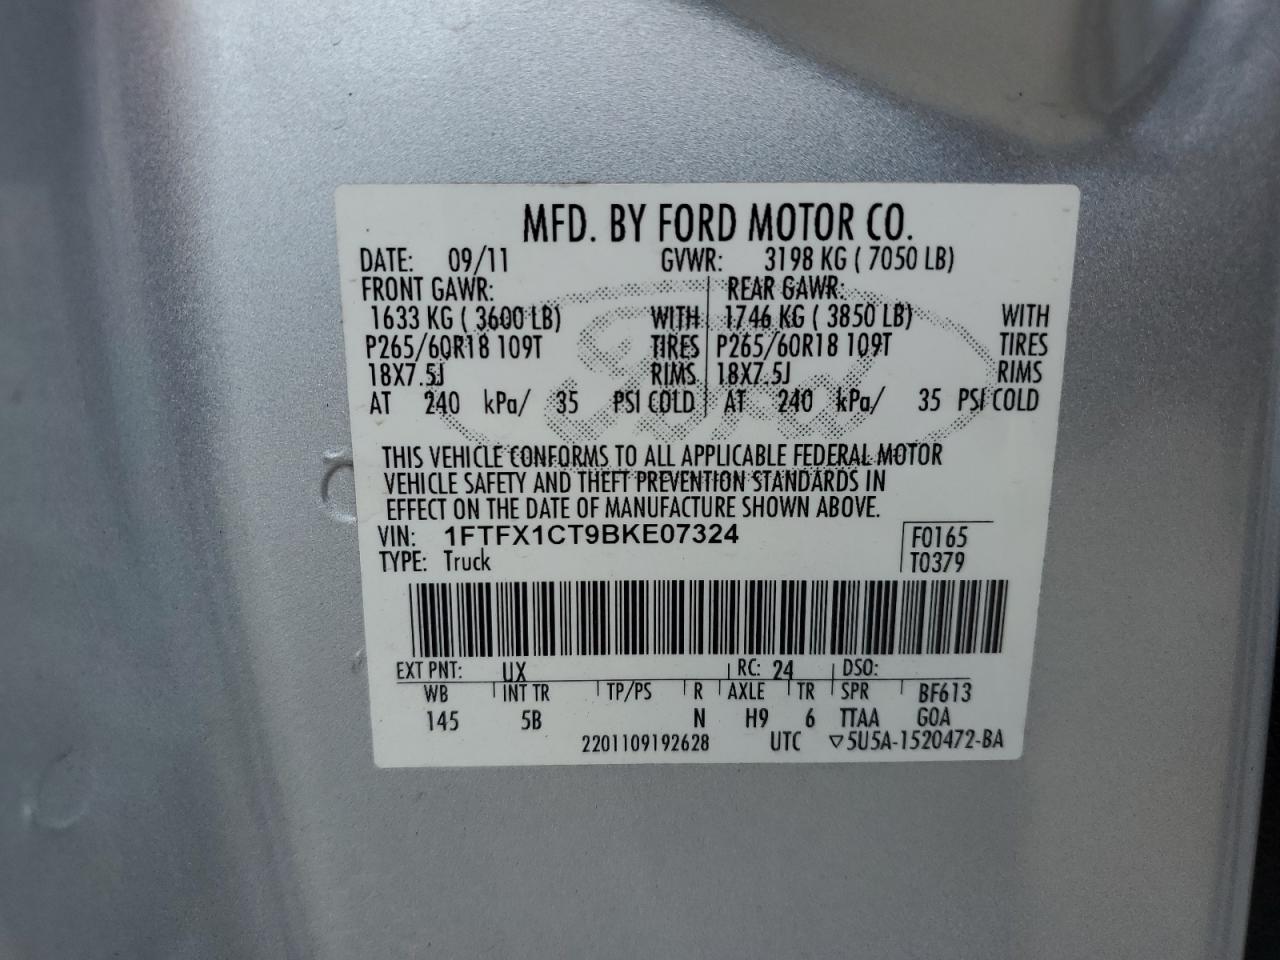 MFD. BY FORD MOTOR CO.
DATE: 09/11 GVWR: 3198 KG ( 7050 LB)
FRONT GAWR: REAR GAWR:
1633 KG ( 3600 LB) WITH 1746 KG ( 3850 LB) WITH
P265/60R18 109T TIRES P265/60R18 109T TIRES
18X7.5J RIMS 18X7.5J RIMS
AT 240 kPa/ 35 PSI COLD AT 240 kPa/ 35 PSI COLD
Ford
THIS VEHICLE CONFORMS TO ALL APPLICABLE FEDERAL MOTOR
VEHICLE SAFETY AND THEFT PREVENTION STANDARDS IN
EFFECT ON THE DATE OF MANUFACTURE SHOWN ABOVE.
VIN: 1FTFX1CT9BKE07324 F0165
TYPE: Truck T0379
EXT PNT: UX RC: 24 DSO:
WB INT TR TP/PS R AXLE TR SPR BF613
145 5B N H9 6 TTAA GOA
2201109192628 UTC ▽5U5A-1520472-BA